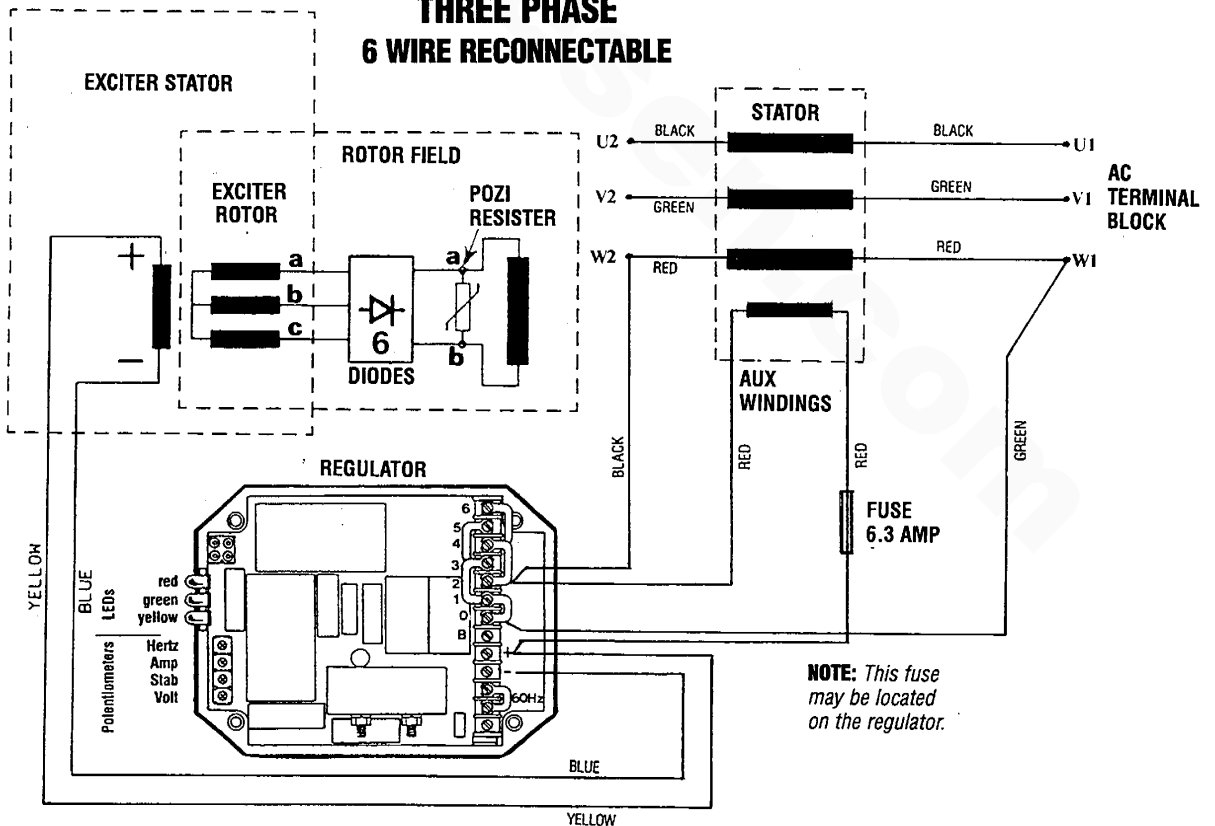 THREE PHASE
6 WIRE RECONNECTABLE
EXCITER STATOR
ROTOR FIELD
EXCITER
ROTOR
POZI
RESISTER
+
−
a
b
c
a
b
6
DIODES
STATOR
U2
BLACK
BLACK
U1
V2
GREEN
GREEN
V1
W2
RED
RED
W1
AC
TERMINAL
BLOCK
AUX
WINDINGS
BLACK
RED
RED
GREEN
FUSE
6.3 AMP
REGULATOR
YELLOW
BLUE
LEDs
red
green
yellow
Potentiometers
Hertz
Amp
Stab
Volt
6
5
4
3
2
1
0
B
+
-
60Hz
NOTE: This fuse
may be located
on the regulator.
BLUE
YELLOW